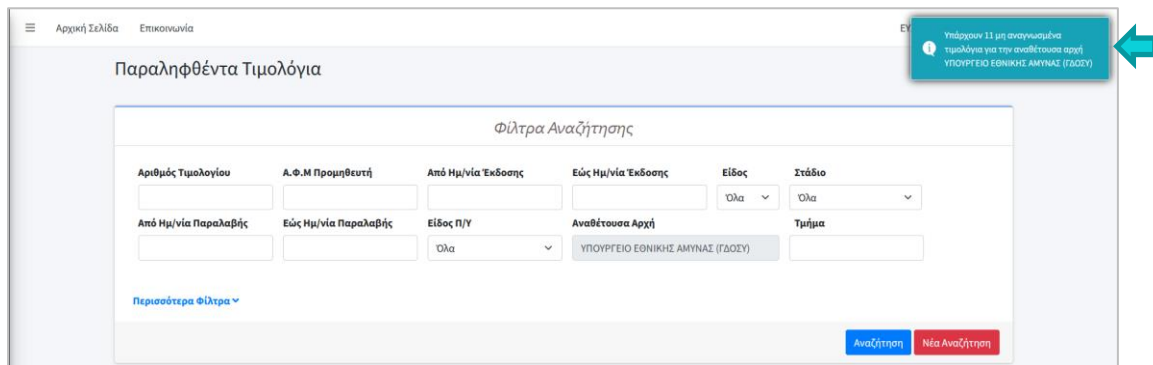 Αρχική Σελίδα Επικοινωνία ΕΥ
Υπάρχουν 11 μη αναγνωσμένα
τιμολόγια για την αναθέτουσα αρχή
ΥΠΟΥΡΓΕΙΟ ΕΘΝΙΚΗΣ ΑΜΥΝΑΣ (ΓΔΟΣΥ)
Παραληφθέντα Τιμολόγια
Φίλτρα Αναζήτησης
Αριθμός Τιμολογίου Α.Φ.Μ Προμηθευτή Από Ημ/νία Έκδοσης Εώς Ημ/νία Έκδοσης Είδος Στάδιο
Όλα Όλα
Από Ημ/νία Παραλαβής Εώς Ημ/νία Παραλαβής Είδος Π/Υ Αναθέτουσα Αρχή Τμήμα
Όλα ΥΠΟΥΡΓΕΙΟ ΕΘΝΙΚΗΣ ΑΜΥΝΑΣ (ΓΔΟΣΥ)
Περισσότερα Φίλτρα
Αναζήτηση Νέα Αναζήτηση